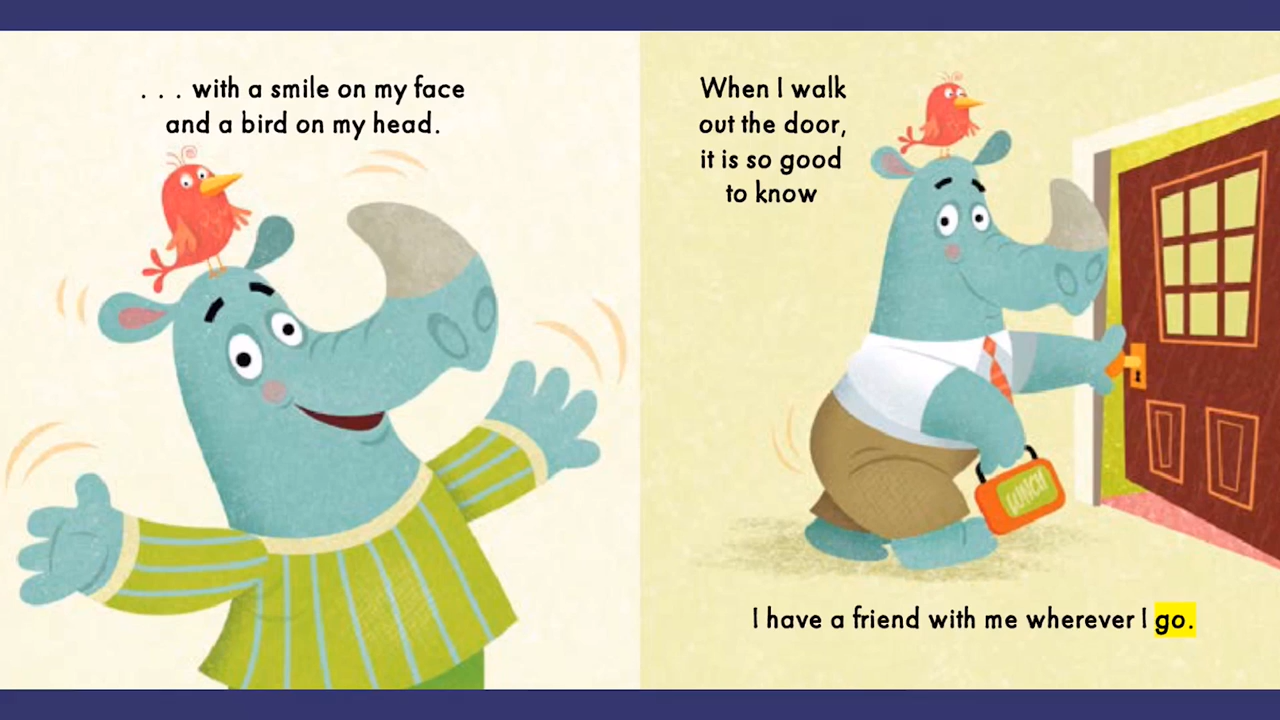 . . . with a smile on my face
and a bird on my head.
When I walk
out the door,
it is so good
to know
LUNCH
I have a friend with me wherever I go.